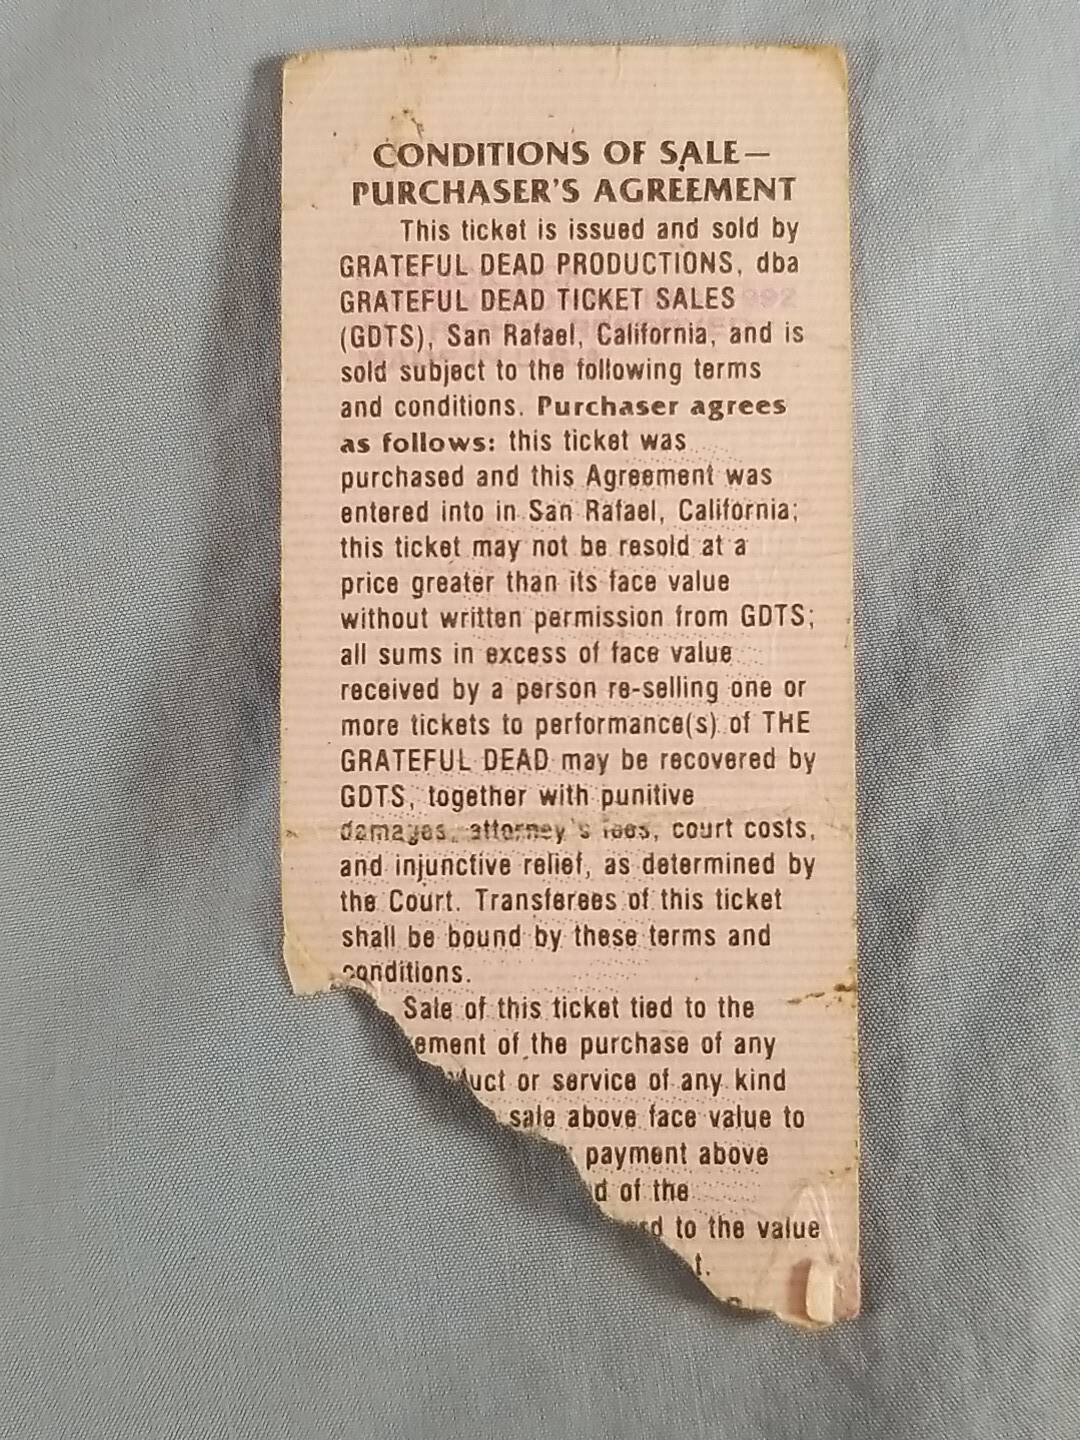 CONDITIONS OF SALE—
PURCHASER'S AGREEMENT
This ticket is issued and sold by
GRATEFUL DEAD PRODUCTIONS, dba
GRATEFUL DEAD TICKET SALES
(GDTS), San Rafael, California, and is
sold subject to the following terms
and conditions. Purchaser agrees
as follows: this ticket was
purchased and this Agreement was
entered into in San Rafael, California;
this ticket may not be resold at a
price greater than its face value
without written permission from GDTS;
all sums in excess of face value
received by a person re-selling one or
more tickets to performance(s) of THE
GRATEFUL DEAD may be recovered by
GDTS, together with punitive
damages, attorney's fees, court costs,
and injunctive relief, as determined by
the Court. Transferees of this ticket
shall be bound by these terms and
conditions.
Sale of this ticket tied to the
ement of the purchase of any
uct or service of any kind
sale above face value to
payment above
d of the
rd to the value
t.